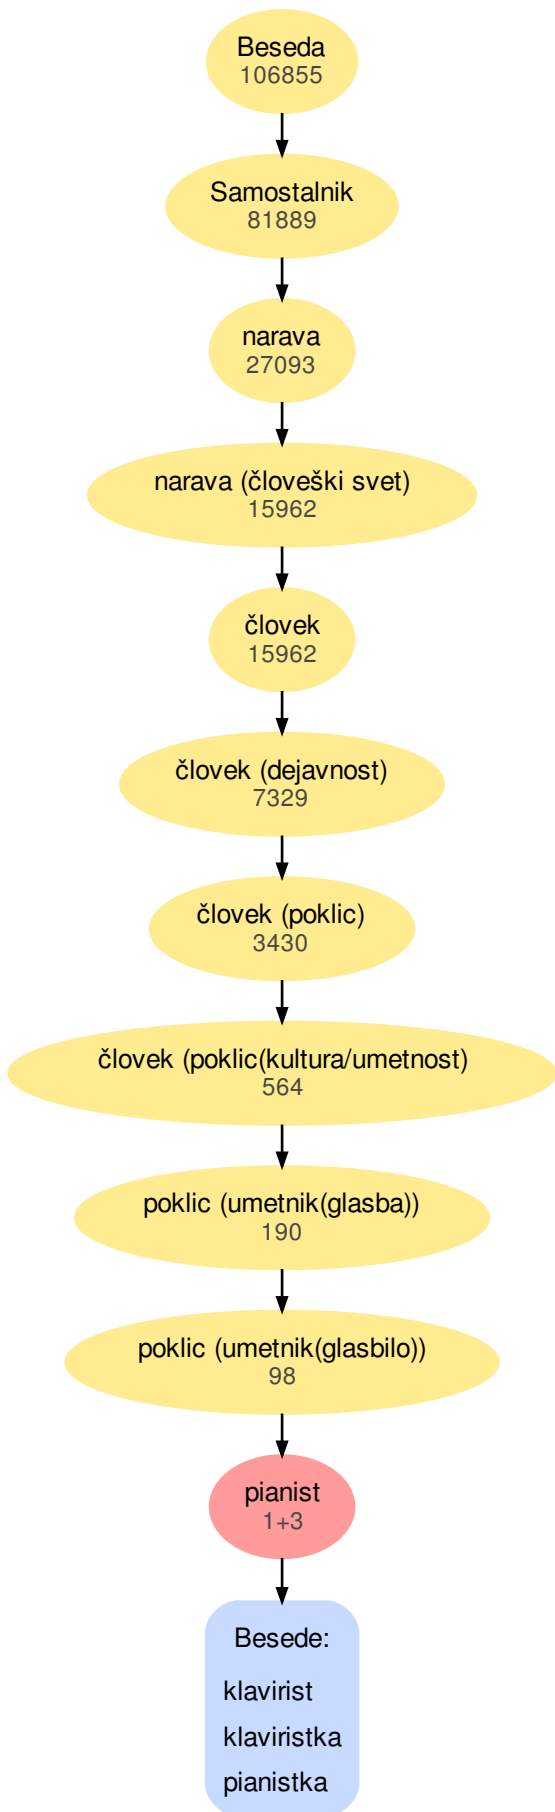 Beseda
106855
Samostalnik
81889
narava
27093
narava (človeški svet)
15962
človek
15962
človek (dejavnost)
7329
človek (poklic)
3430
človek (poklic(kultura/umetnost)
564
poklic (umetnik(glasba))
190
poklic (umetnik(glasbilo))
98
pianist
1+3
Besede:
klavirist
klaviristka
pianistka